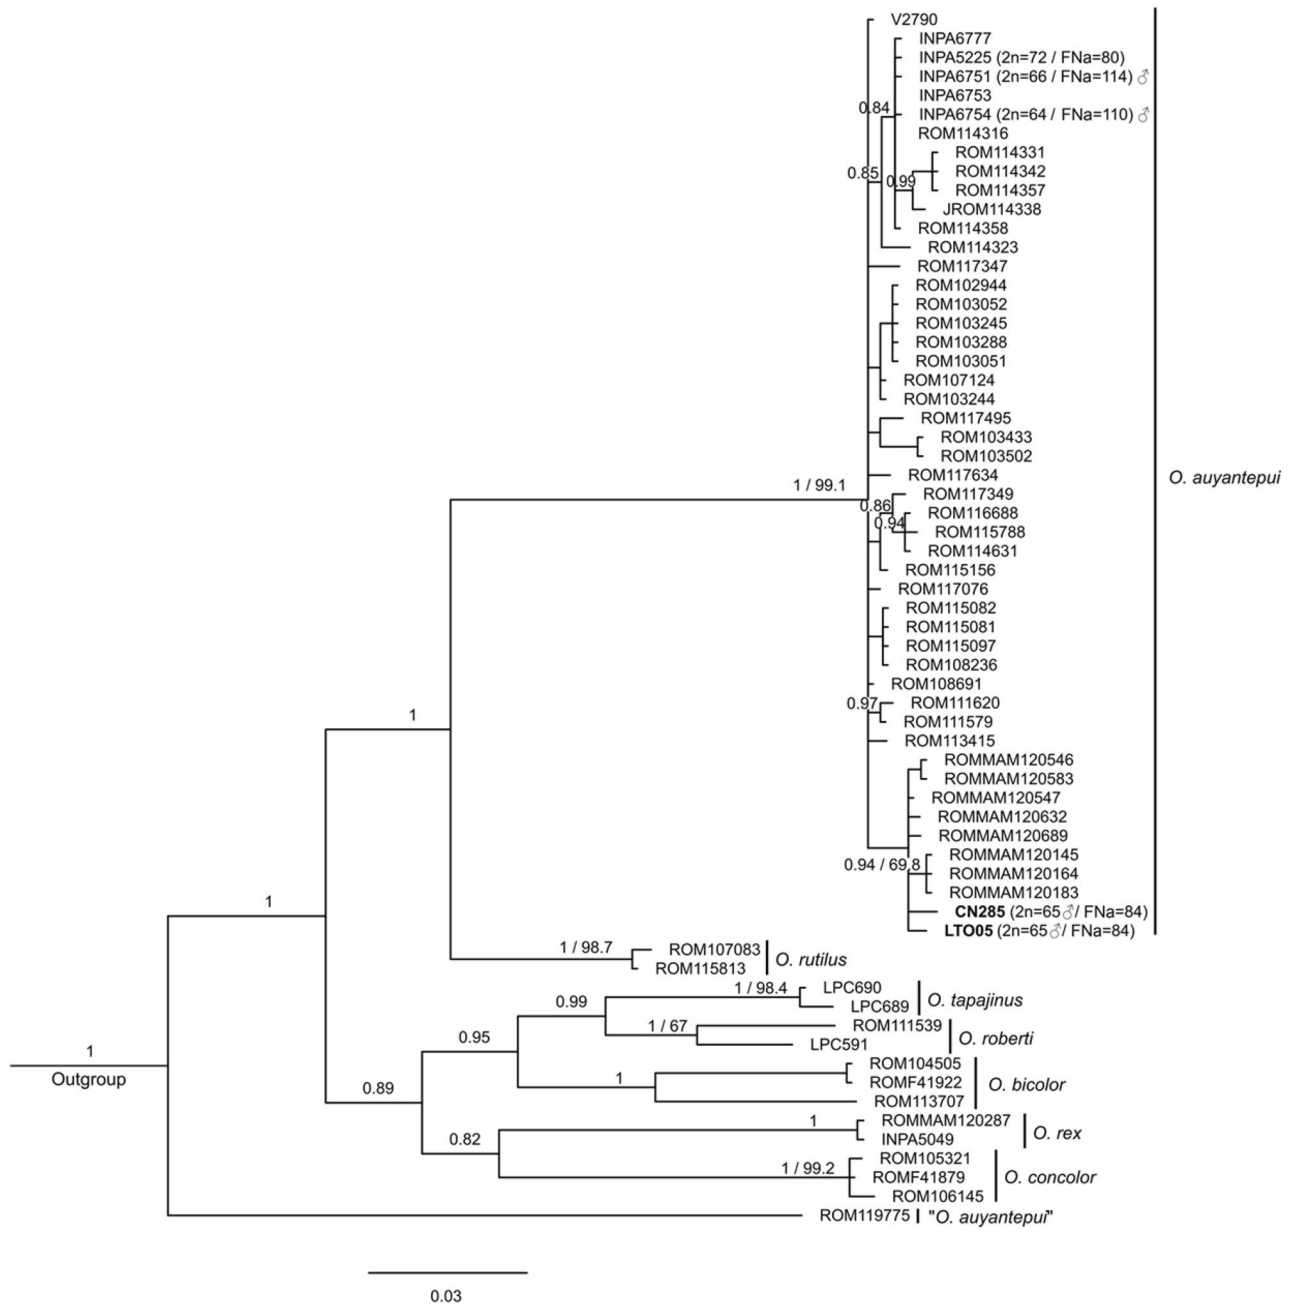 V2790
INPA6777
INPA5225 (2n=72 / FNa=80)
INPA6751 (2n=66 / FNa=114) ♂
INPA6753
0.84
INPA6754 (2n=64 / FNa=110) ♂
ROM114316
ROM114331
0.85
ROM114342
0.99
ROM114357
JROM114338
ROM114358
ROM114323
ROM117347
ROM102944
ROM103052
ROM103245
ROM103288
ROM103051
ROM107124
ROM103244
ROM117495
ROM103433
ROM103502
ROM117634
O. auyantepui
1 / 99.1
ROM117349
0.86
ROM116688
0.94
ROM115788
ROM114631
ROM115156
ROM117076
ROM115082
ROM115081
ROM115097
ROM108236
ROM108691
0.97
ROM111620
1
ROM111579
ROM113415
ROMMAM120546
ROMMAM120583
ROMMAM120547
ROMMAM120632
ROMMAM120689
ROMMAM120145
0.94 / 69.8
ROMMAM120164
ROMMAM120183
1
CN285 (2n=65♂/ FNa=84)
LTO05 (2n=65♂/ FNa=84)
1 / 98.7
ROM107083
O. rutilus
ROM115813
1 / 98.4
LPC690
0.99
O. tapajinus
LPC689
1 / 67
ROM111539
0.95
O. roberti
LPC591
1
Outgroup
ROM104505
1
ROMF41922
O. bicolor
0.89
ROM113707
1
ROMMAM120287
0.82
O. rex
INPA5049
ROM105321
1 / 99.2
ROMF41879
O. concolor
ROM106145
ROM119775
"O. auyantepui"
0.03